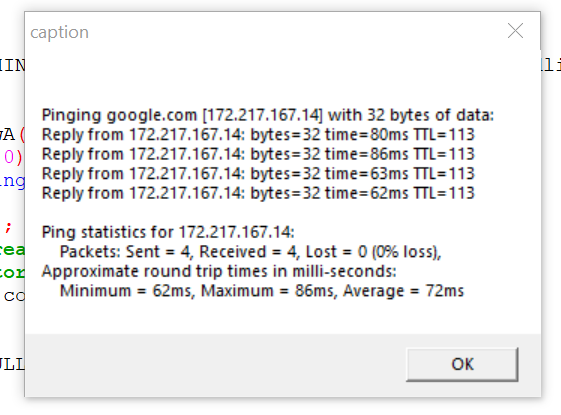 caption
Pinging google.com [172.217.167.14] with 32 bytes of data:
Reply from 172.217.167.14: bytes=32 time=80ms TTL=113
Reply from 172.217.167.14: bytes=32 time=86ms TTL=113
Reply from 172.217.167.14: bytes=32 time=63ms TTL=113
Reply from 172.217.167.14: bytes=32 time=62ms TTL=113
Ping statistics for 172.217.167.14:
Packets: Sent = 4, Received = 4, Lost = 0 (0% loss),
Approximate round trip times in milli-seconds:
Minimum = 62ms, Maximum = 86ms, Average = 72ms
OK